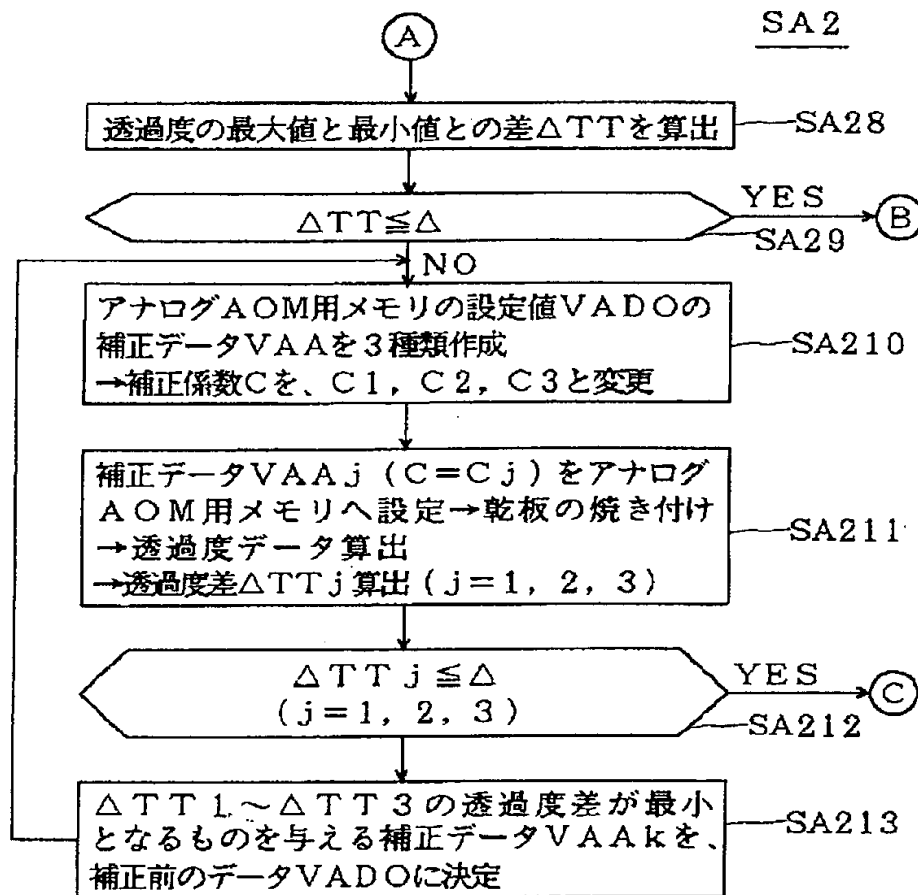 SA2
A
透過度の最大値と最小値との差△TTを算出
SA28
△TT≦△
YES
B
SA29
NO
アナログAOM用メモリの設定値VADOの
補正データVAAを3種類作成
→補正係数Cを、C1，C2，C3と変更
SA210
補正データVAAj（C=Cj）をアナログ
AOM用メモリへ設定→乾板の焼き付け
→透過度データ算出
→透過度差△TTj算出（j=1，2，3）
SA211
△TTj≦△
（j=1，2，3）
YES
C
SA212
△TT1～△TT3の透過度差が最小
となるものを与える補正データVAAkを、
補正前のデータVADOに決定
SA213